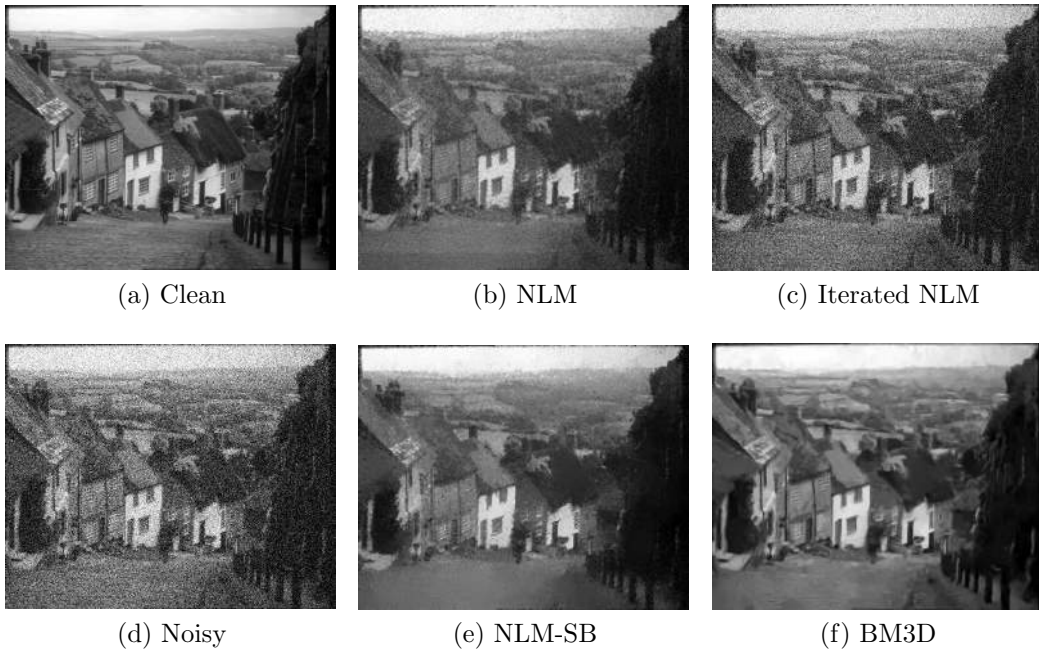 (a) Clean
(b) NLM
(c) Iterated NLM
(d) Noisy
(e) NLM-SB
(f) BM3D